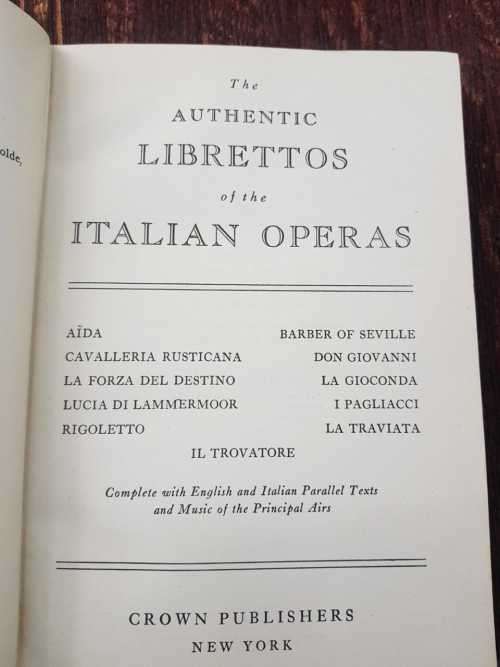 olde,
The
AUTHENTIC
LIBRETTOS
of the
ITALIAN OPERAS
AÏDA BARBER OF SEVILLE
CAVALLERIA RUSTICANA DON GIOVANNI
LA FORZA DEL DESTINO LA GIOCONDA
LUCIA DI LAMMERMOOR I PAGLIACCI
RIGOLETTO LA TRAVIATA
IL TROVATORE
Complete with English and Italian Parallel Texts
and Music of the Principal Airs
CROWN PUBLISHERS
NEW YORK